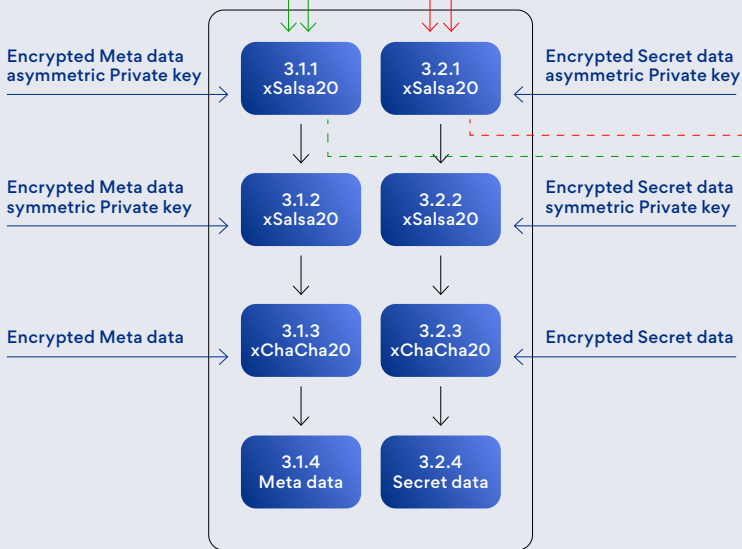 Encrypted Meta data
asymmetric Private key
3.1.1
xSalsa20
3.2.1
xSalsa20
Encrypted Secret data
asymmetric Private key
Encrypted Meta data
symmetric Private key
3.1.2
xSalsa20
3.2.2
xSalsa20
Encrypted Secret data
symmetric Private key
Encrypted Meta data
3.1.3
xChaCha20
3.2.3
xChaCha20
Encrypted Secret data
3.1.4
Meta data
3.2.4
Secret data